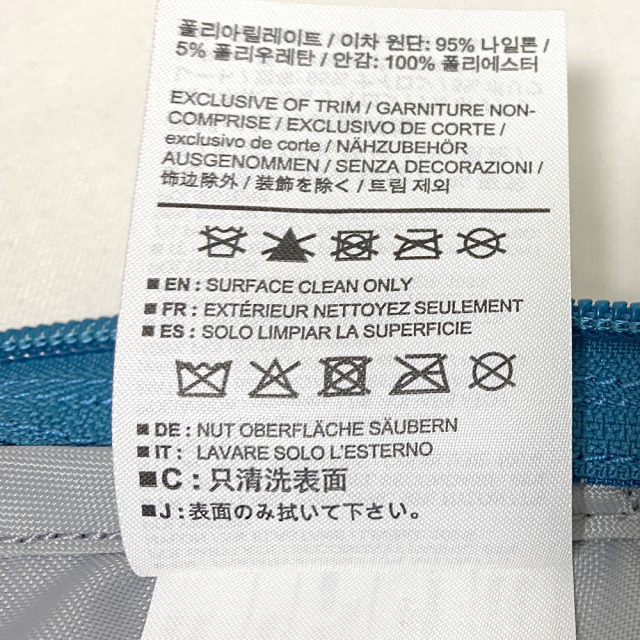 폴리아릴레이트 / 이차 원단: 95% 나일론 /
5% 폴리우레탄 / 안감: 100% 폴리에스터
EXCLUSIVE OF TRIM / GARNITURE NON-
COMPRISE / EXCLUSIVO DE CORTE /
exclusivo de corte / NÄHZUBEHÖR
AUSGENOMMEN / SENZA DECORAZIONI /
饰边除外 / 装飾を除く / 트림 제외
EN : SURFACE CLEAN ONLY
FR : EXTÉRIEUR NETTOYEZ SEULEMENT
ES : SOLO LIMPIAR LA SUPERFICIE
DE : NUT OBERFLÄCHE SÄUBERN
IT : LAVARE SOLO L'ESTERNO
C : 只清洗表面
J : 表面のみ拭いて下さい。